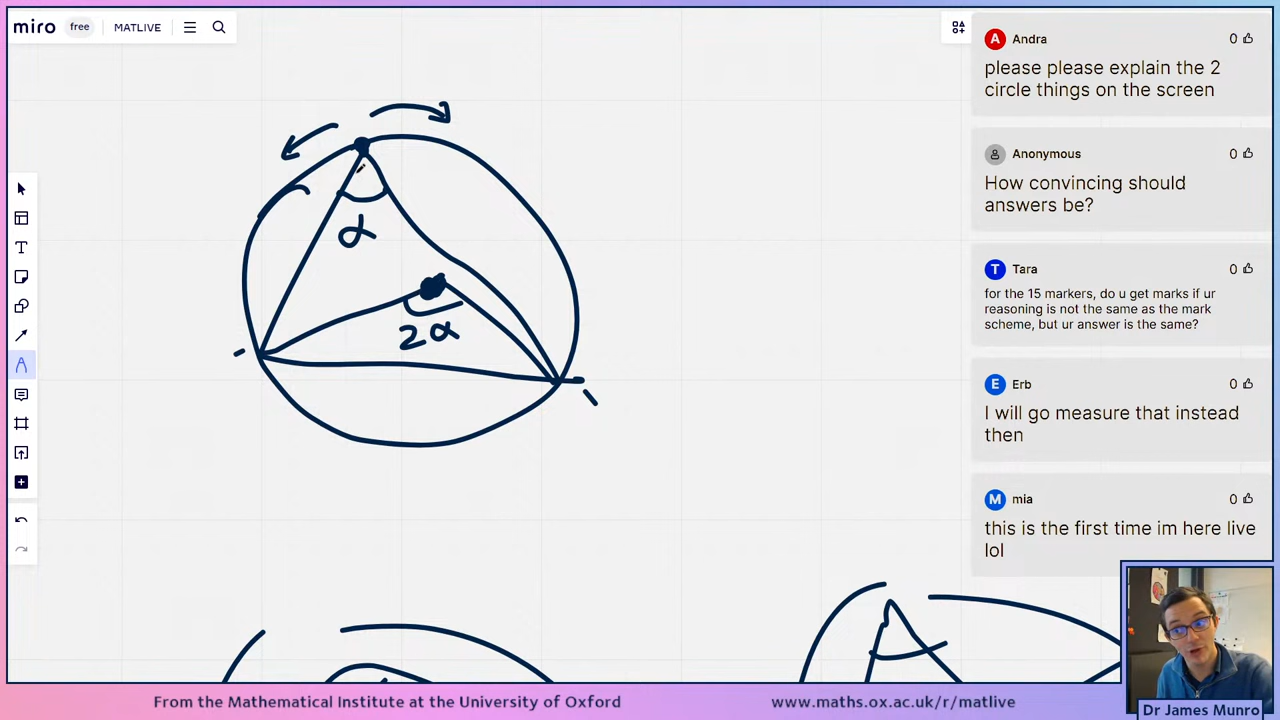 miro free MATLIVE
α
2α
A Andra 0
please please explain the 2
circle things on the screen
Anonymous 0
How convincing should
answers be?
T Tara 0
for the 15 markers, do u get marks if ur
reasoning is not the same as the mark
scheme, but ur answer is the same?
E Erb 0
I will go measure that instead
then
M mia 0
this is the first time im here live
lol
From the Mathematical Institute at the University of Oxford
www.maths.ox.ac.uk/r/matlive
Dr James Munro